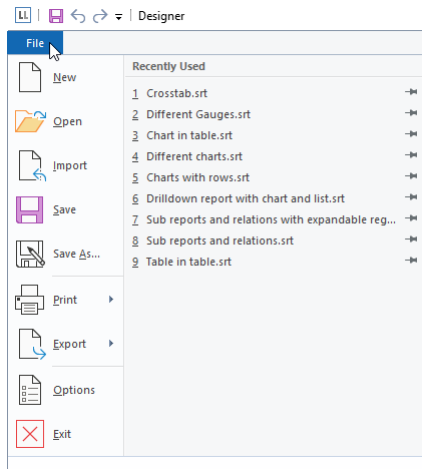 LL Designer
File
New
Open
Import
Save
Save As...
Print
Export
Options
Exit
Recently Used
1 Crosstab.srt
2 Different Gauges.srt
3 Chart in table.srt
4 Different charts.srt
5 Charts with rows.srt
6 Drilldown report with chart and list.srt
7 Sub reports and relations with expandable reg...
8 Sub reports and relations.srt
9 Table in table.srt